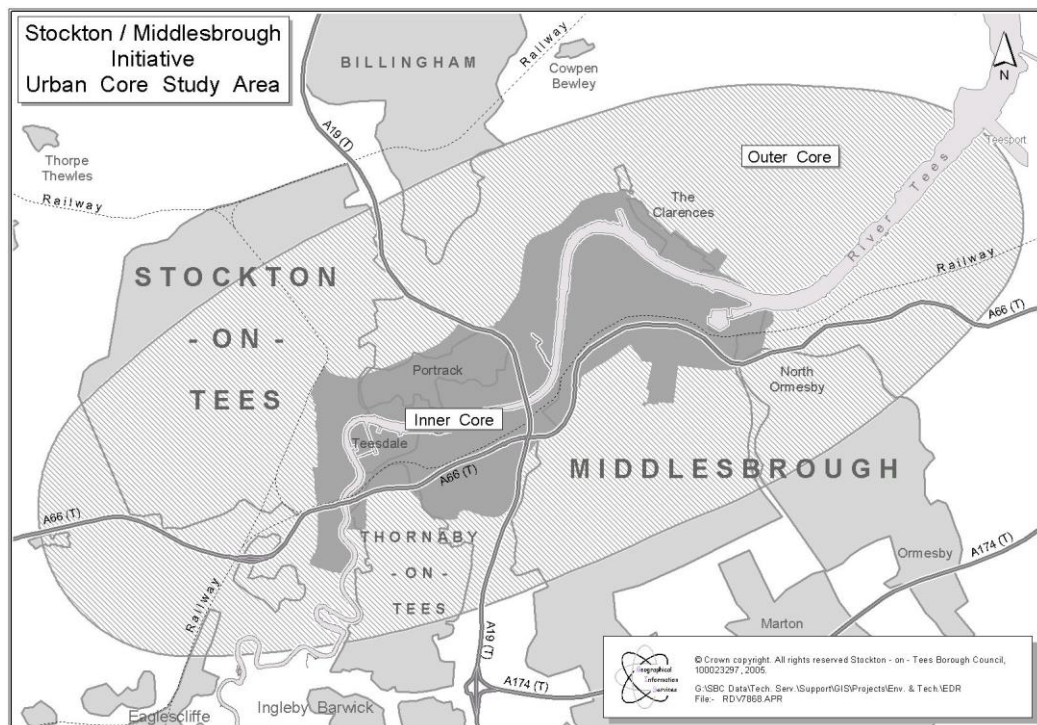 Stockton / Middlesbrough
Initiative
Urban Core Study Area
BILLINGHAM
Railway
Cowpen
Bewley
N
A19 (T)
Teesport
Thorpe
Thewles
Outer Core
Railway
The
Clarences
River Tees
Railway
STOCKTON
- ON -
TEES
A66 (T)
Portrack
North
Ormesby
Inner Core
Teesdale
MIDDLESBROUGH
A66 (T)
A66 (T)
THORNABY
- ON -
TEES
Ormesby
A174 (T)
Railway
Marton
A19 (T)
A174 (T)
Eaglescliffe
Ingleby Barwick
Geographical
Information
Services
© Crown copyright. All rights reserved Stockton - on - Tees Borough Council,
100023297, 2005.
G:\SBC Data\Tech. Serv.\Support\GIS\Projects\Env. & Tech.\EDR
File:- RDV7868.APR